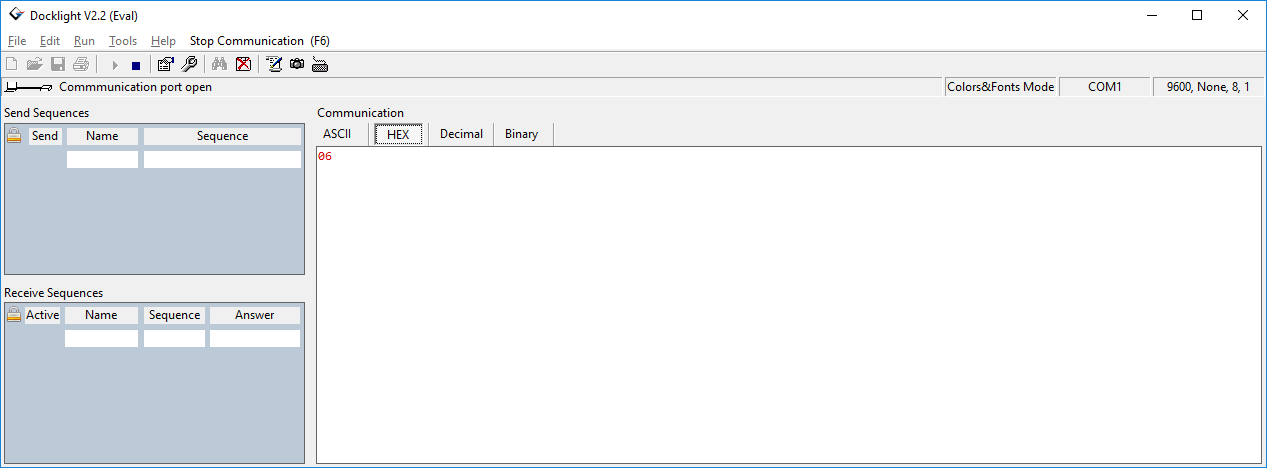 Docklight V2.2 (Eval)
File Edit Run Tools Help Stop Communication (F6)
Commmunication port open Colors&Fonts Mode COM1 9600, None, 8, 1
Send Sequences
Send Name Sequence
Receive Sequences
Active Name Sequence Answer
Communication
ASCII HEX Decimal Binary
06